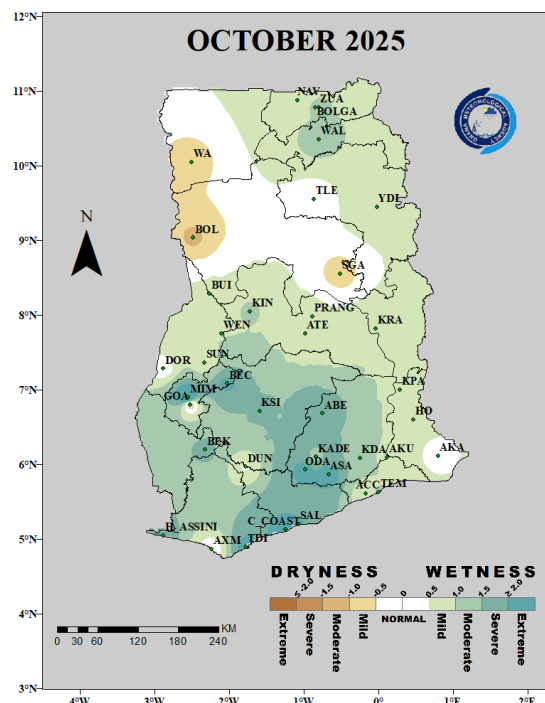 12°N
OCTOBER 2025
11°N
NAV
ZUA
BOLGA
WAL
10°N
WA
TLE
YDI
N
9°N
BOL
SGA
BUI
8°N
KIN
PRANG
WEN
ATE
KRA
SUN
DOR
BEC
7°N
GOA
MIM
KPA
KSI
ABE
HO
BEK
KADE
KDA
AKU
AKA
6°N
DUN
ODA
ASA
ACC
TEM
C_COAST
SAL
H_ASSINI
5°N
AXM
TDI
DRYNESS WETNESS
≤-2.0 -1.5 -1.0 -0.5 0 0.5 1.0 1.5 ≥2.0
NORMAL
Extreme Severe Moderate Mild Mild Moderate Severe Extreme
4°N
KM
0 30 60 120 180 240
3°N
4°W 3°W 2°W 1°W 0° 1°E 2°E